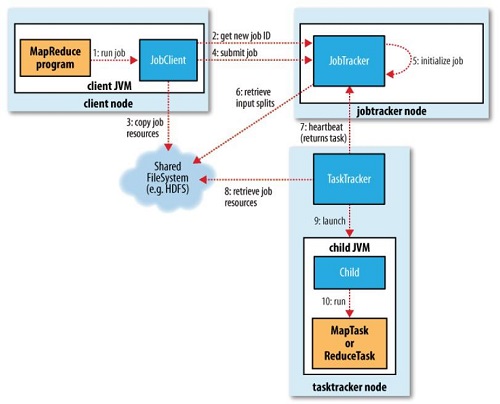 MapReduce
program
1: run job
JobClient
client JVM
client node
2: get new job ID
4: submit job
JobTracker
5: initialize job
jobtracker node
3: copy job
resources
6: retrieve
input splits
7: heartbeat
(returns task)
Shared
FileSystem
(e.g. HDFS)
8: retrieve job
resources
TaskTracker
9: launch
child JVM
Child
10: run
MapTask
or
ReduceTask
tasktracker node